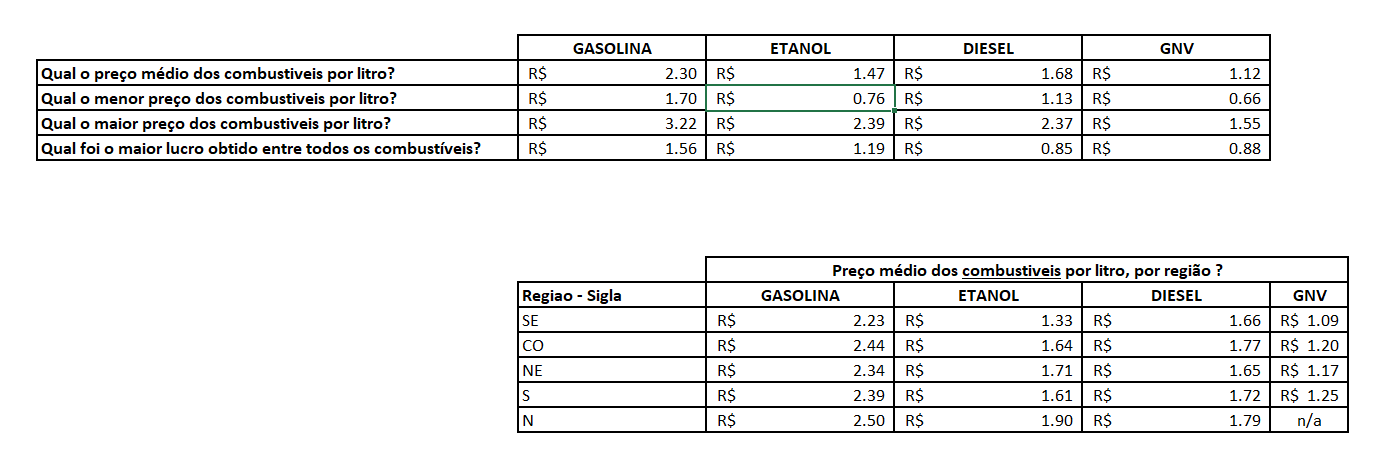 GASOLINA ETANOL DIESEL GNV
Qual o preço médio dos combustiveis por litro? R$ 2.30 R$ 1.47 R$ 1.68 R$ 1.12
Qual o menor preço dos combustiveis por litro? R$ 1.70 R$ 0.76 R$ 1.13 R$ 0.66
Qual o maior preço dos combustiveis por litro? R$ 3.22 R$ 2.39 R$ 2.37 R$ 1.55
Qual foi o maior lucro obtido entre todos os combustíveis? R$ 1.56 R$ 1.19 R$ 0.85 R$ 0.88
Preço médio dos combustiveis por litro, por região ?
Regiao - Sigla GASOLINA ETANOL DIESEL GNV
SE R$ 2.23 R$ 1.33 R$ 1.66 R$ 1.09
CO R$ 2.44 R$ 1.64 R$ 1.77 R$ 1.20
NE R$ 2.34 R$ 1.71 R$ 1.65 R$ 1.17
S R$ 2.39 R$ 1.61 R$ 1.72 R$ 1.25
N R$ 2.50 R$ 1.90 R$ 1.79 n/a